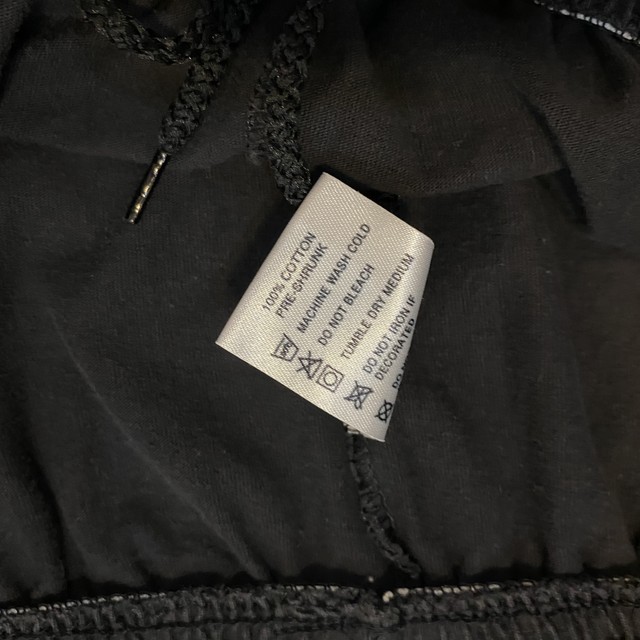 100% COTTON
PRE-SHRUNK
MACHINE WASH COLD
DO NOT BLEACH
TUMBLE DRY MEDIUM
DO NOT IRON IF
DECORATED